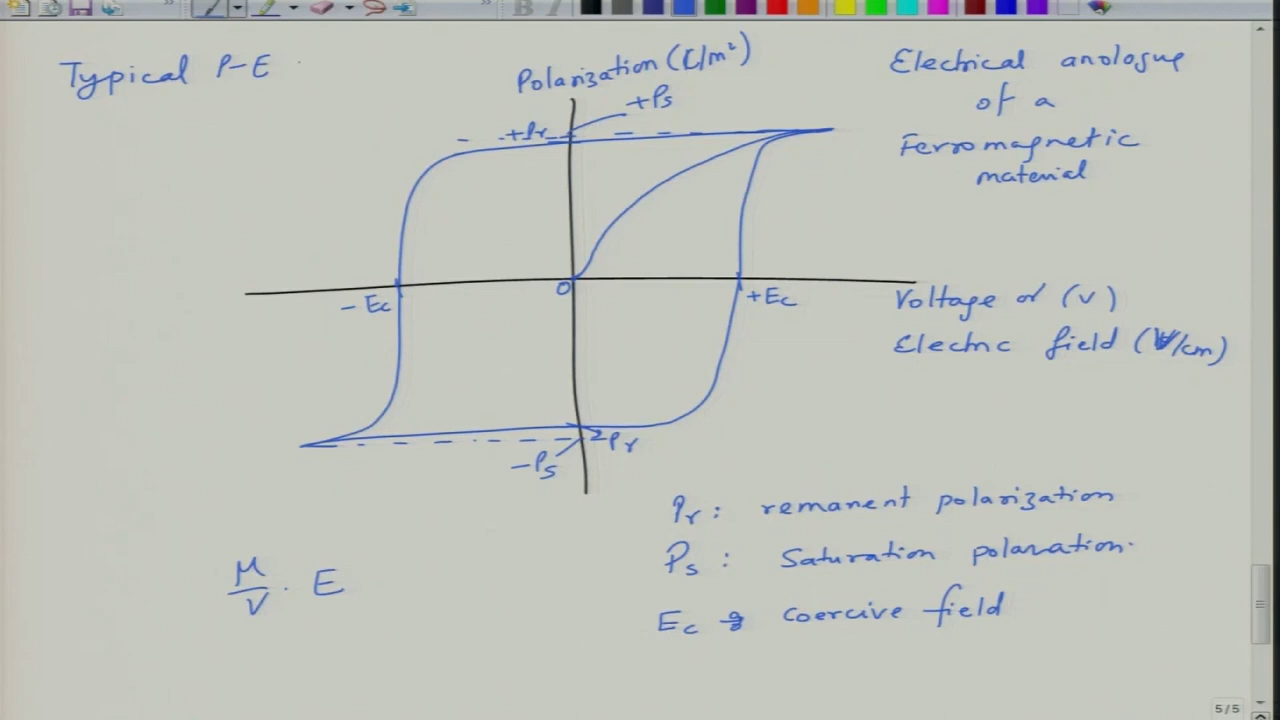 Typical P-E
Polarization (C/m²)
+Ps
+Pr
Electrical analogue
of a
Ferromagnetic
material
-Ec
0
+Ec
Voltage or (V)
Electric field (V/cm)
-Pr
-Ps
Pr : remanent polarization
Ps : Saturation polarization.
Ec : coercive field
μ/V · E
5/5